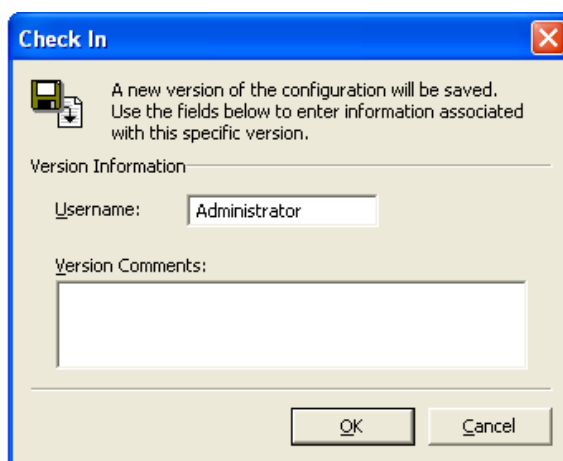 Check In
A new version of the configuration will be saved.
Use the fields below to enter information associated
with this specific version.
Version Information
Username:
Administrator
Version Comments:
OK
Cancel